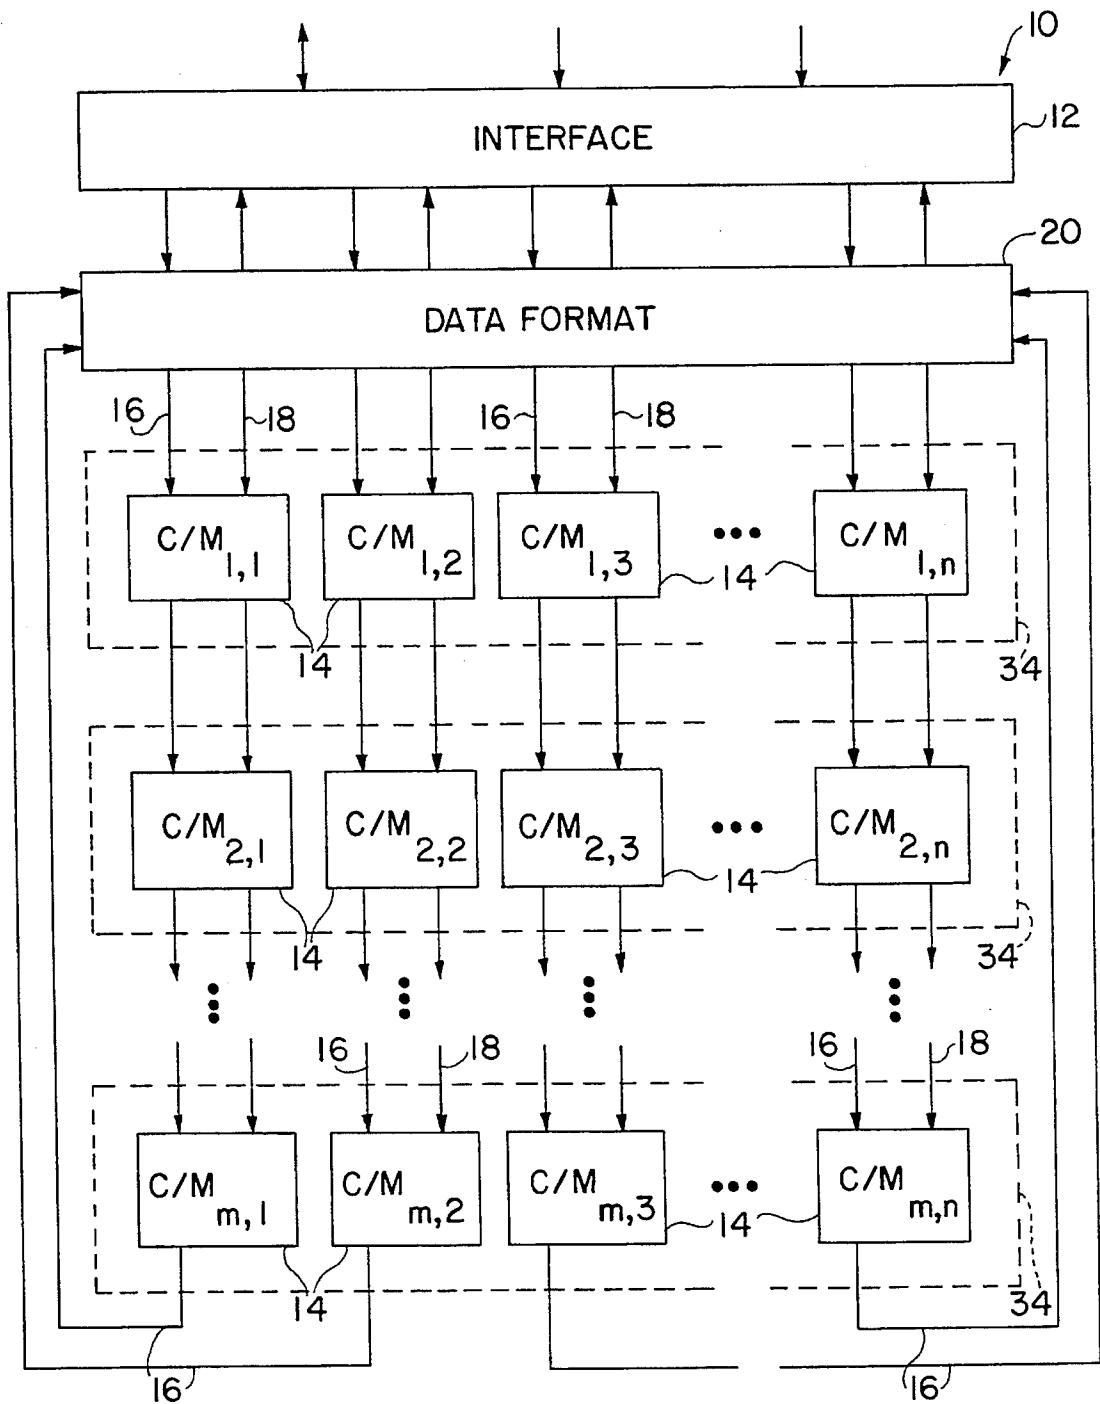 10
INTERFACE
12
20
DATA FORMAT
16
18
16
18
C/M 1,1
C/M 1,2
C/M 1,3
•••
C/M 1,n
14
14
34
C/M 2,1
C/M 2,2
C/M 2,3
•••
C/M 2,n
14
14
34
16
18
16
18
C/M m,1
C/M m,2
C/M m,3
•••
C/M m,n
14
14
34
16
16